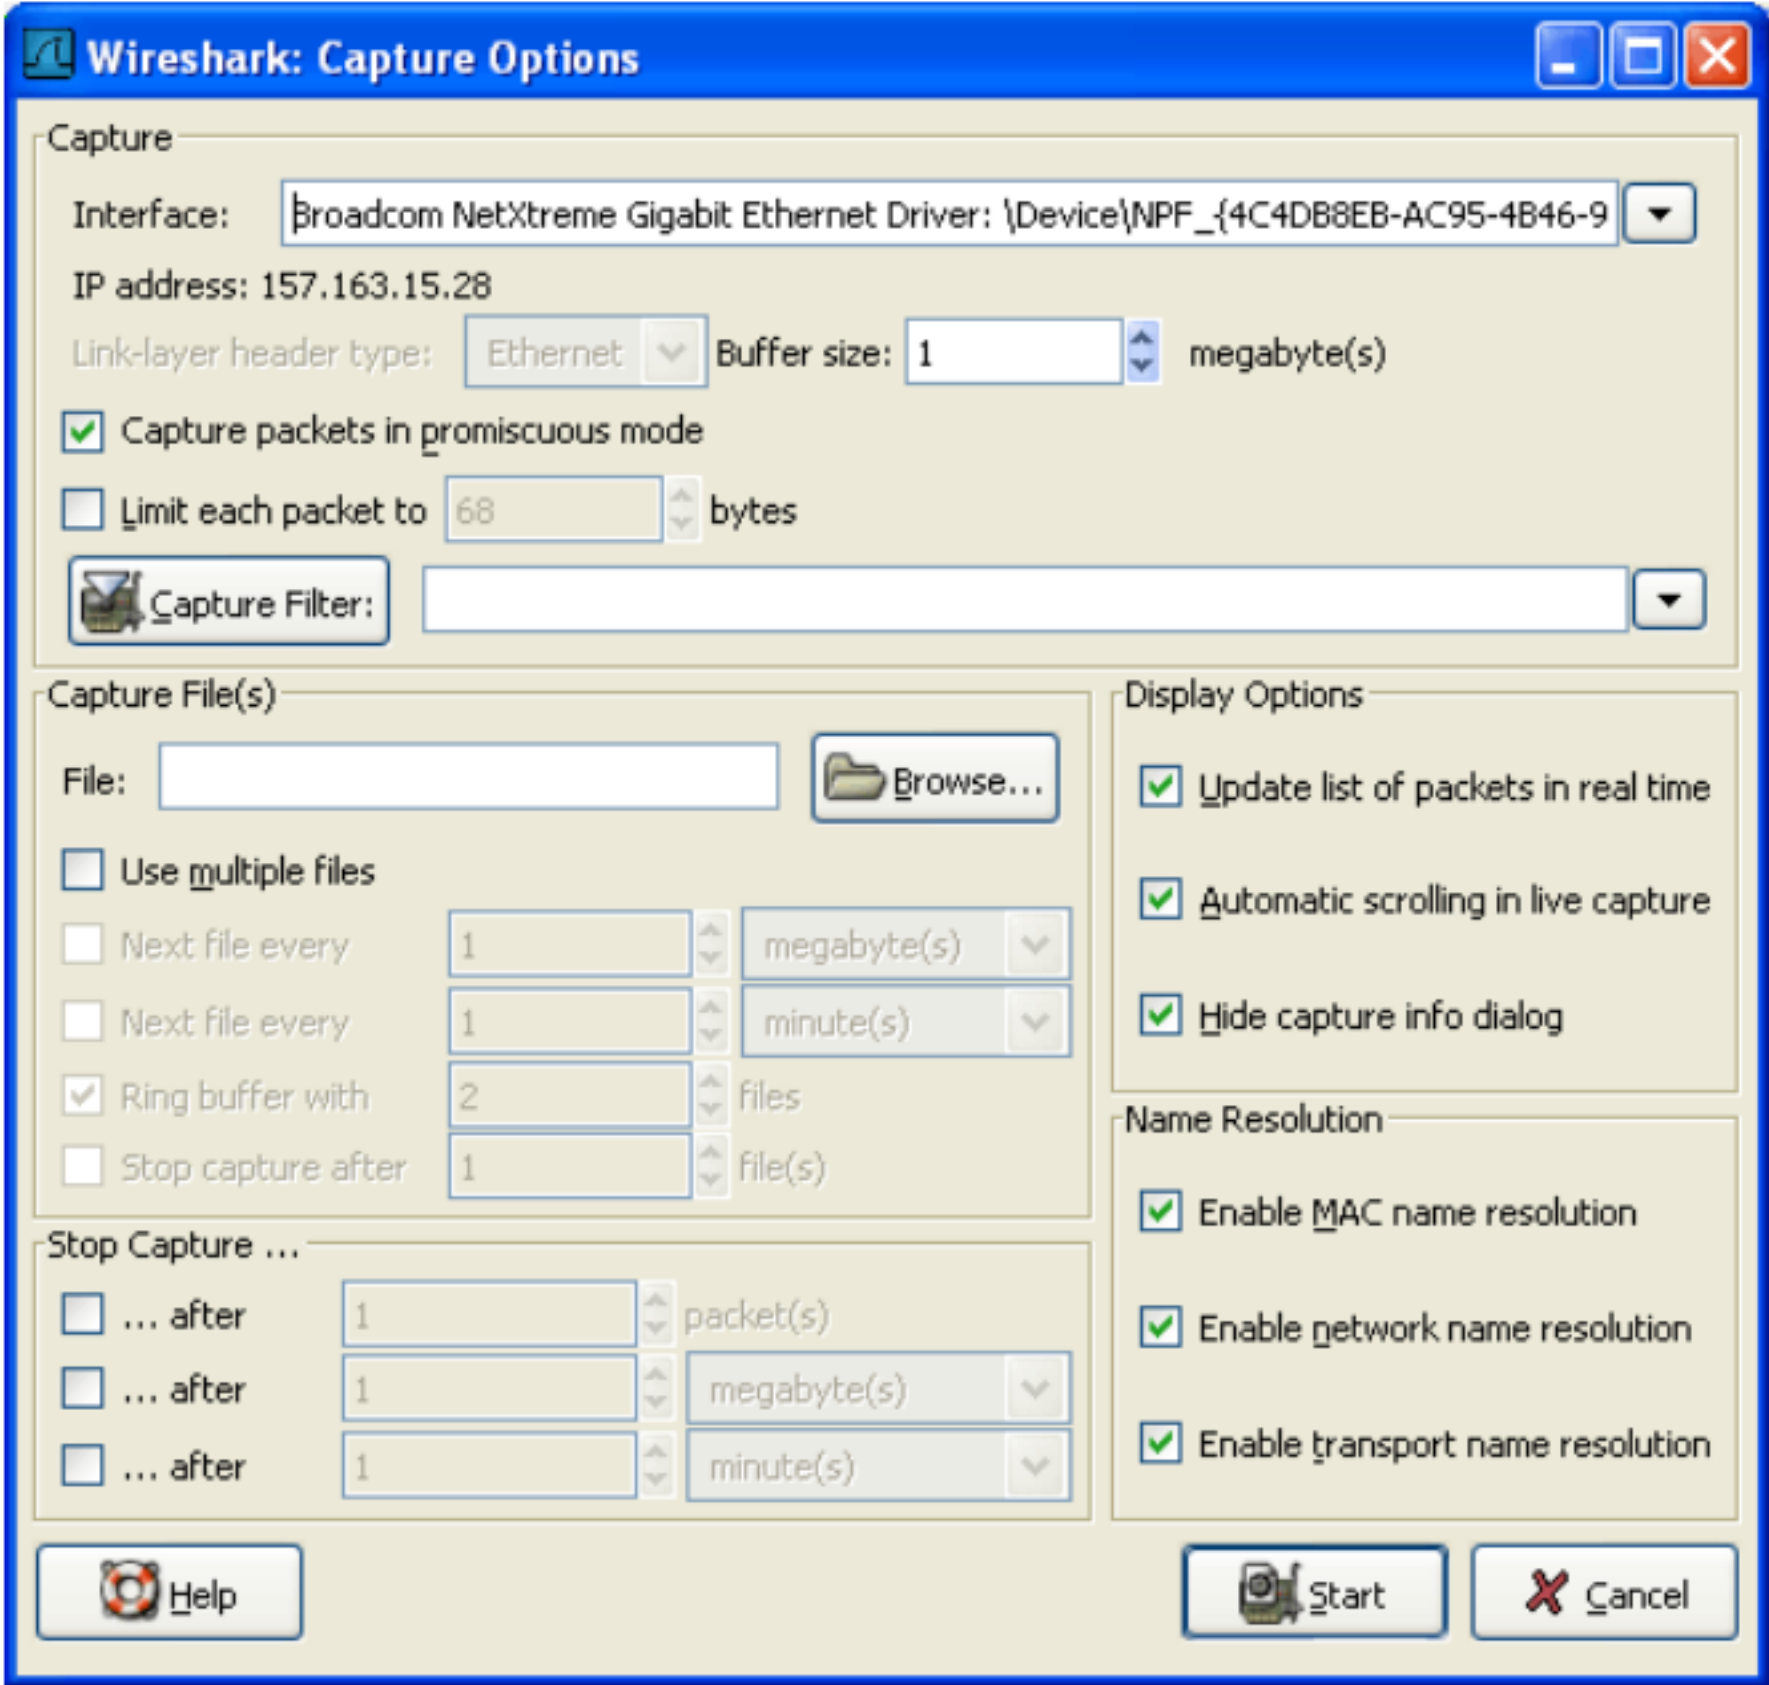 Wireshark: Capture Options
Capture
Interface: Broadcom NetXtreme Gigabit Ethernet Driver: \Device\NPF_{4C4DB8EB-AC95-4B46-9
IP address: 157.163.15.28
Link-layer header type: Ethernet Buffer size: 1 megabyte(s)
Capture packets in promiscuous mode
Limit each packet to 68 bytes
Capture Filter:
Capture File(s)
File: Browse...
Use multiple files
Next file every 1 megabyte(s)
Next file every 1 minute(s)
Ring buffer with 2 files
Stop capture after 1 file(s)
Stop Capture ...
... after 1 packet(s)
... after 1 megabyte(s)
... after 1 minute(s)
Display Options
Update list of packets in real time
Automatic scrolling in live capture
Hide capture info dialog
Name Resolution
Enable MAC name resolution
Enable network name resolution
Enable transport name resolution
Help Start Cancel